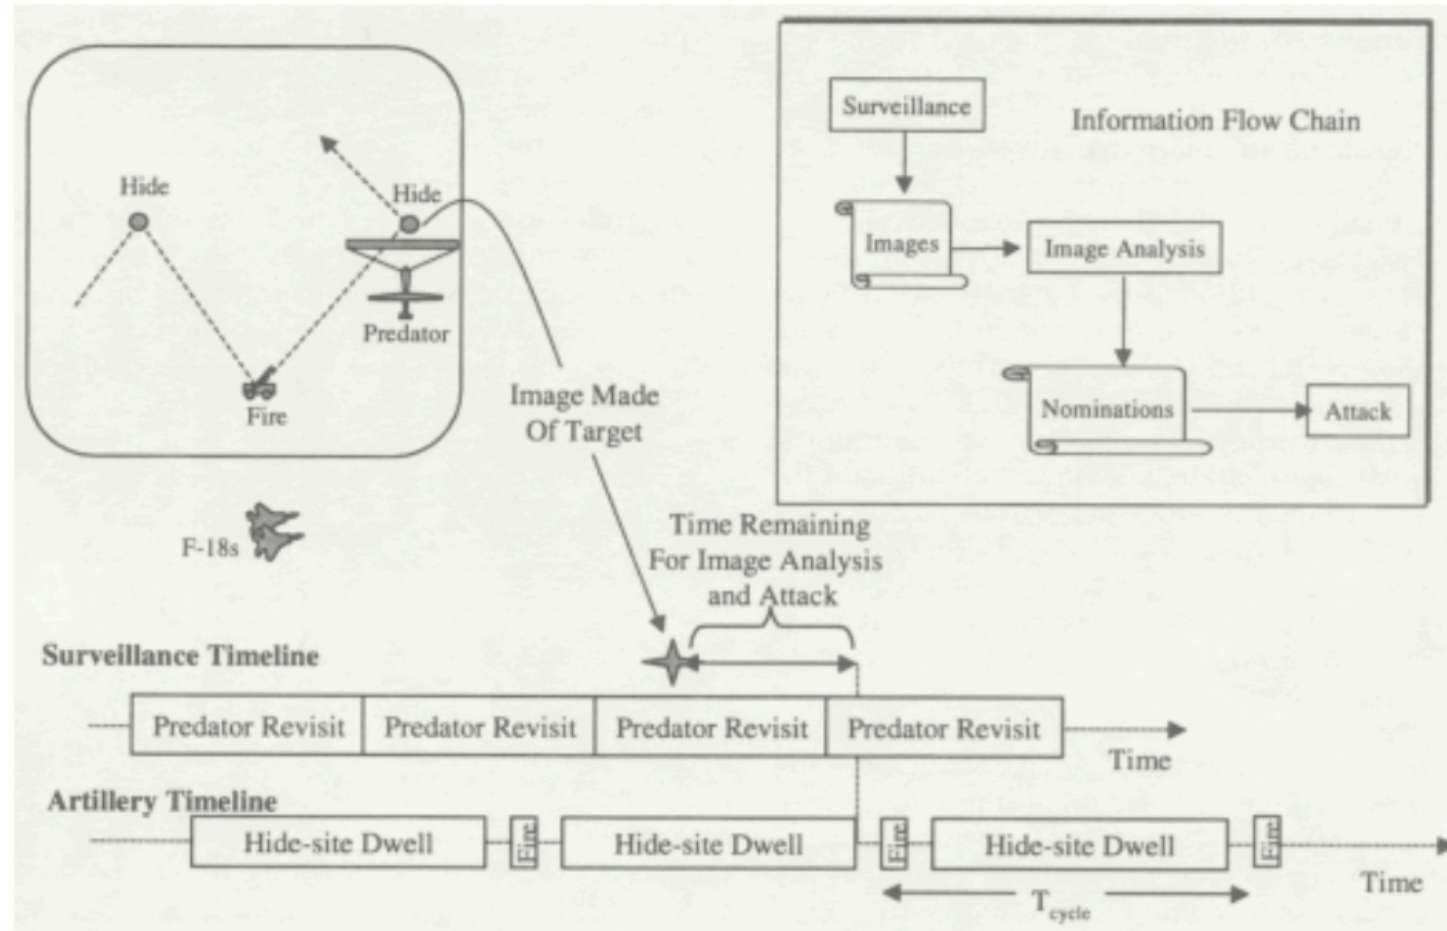 Hide
Hide
Predator
Fire
F-18s
Image Made
Of Target
Surveillance
Information Flow Chain
Images
Image Analysis
Nominations
Attack
Time Remaining
For Image Analysis
and Attack
Surveillance Timeline
Predator Revisit Predator Revisit Predator Revisit Predator Revisit
Time
Artillery Timeline
Hide-site Dwell Fire Hide-site Dwell Fire Hide-site Dwell Fire
Time
Tcycle